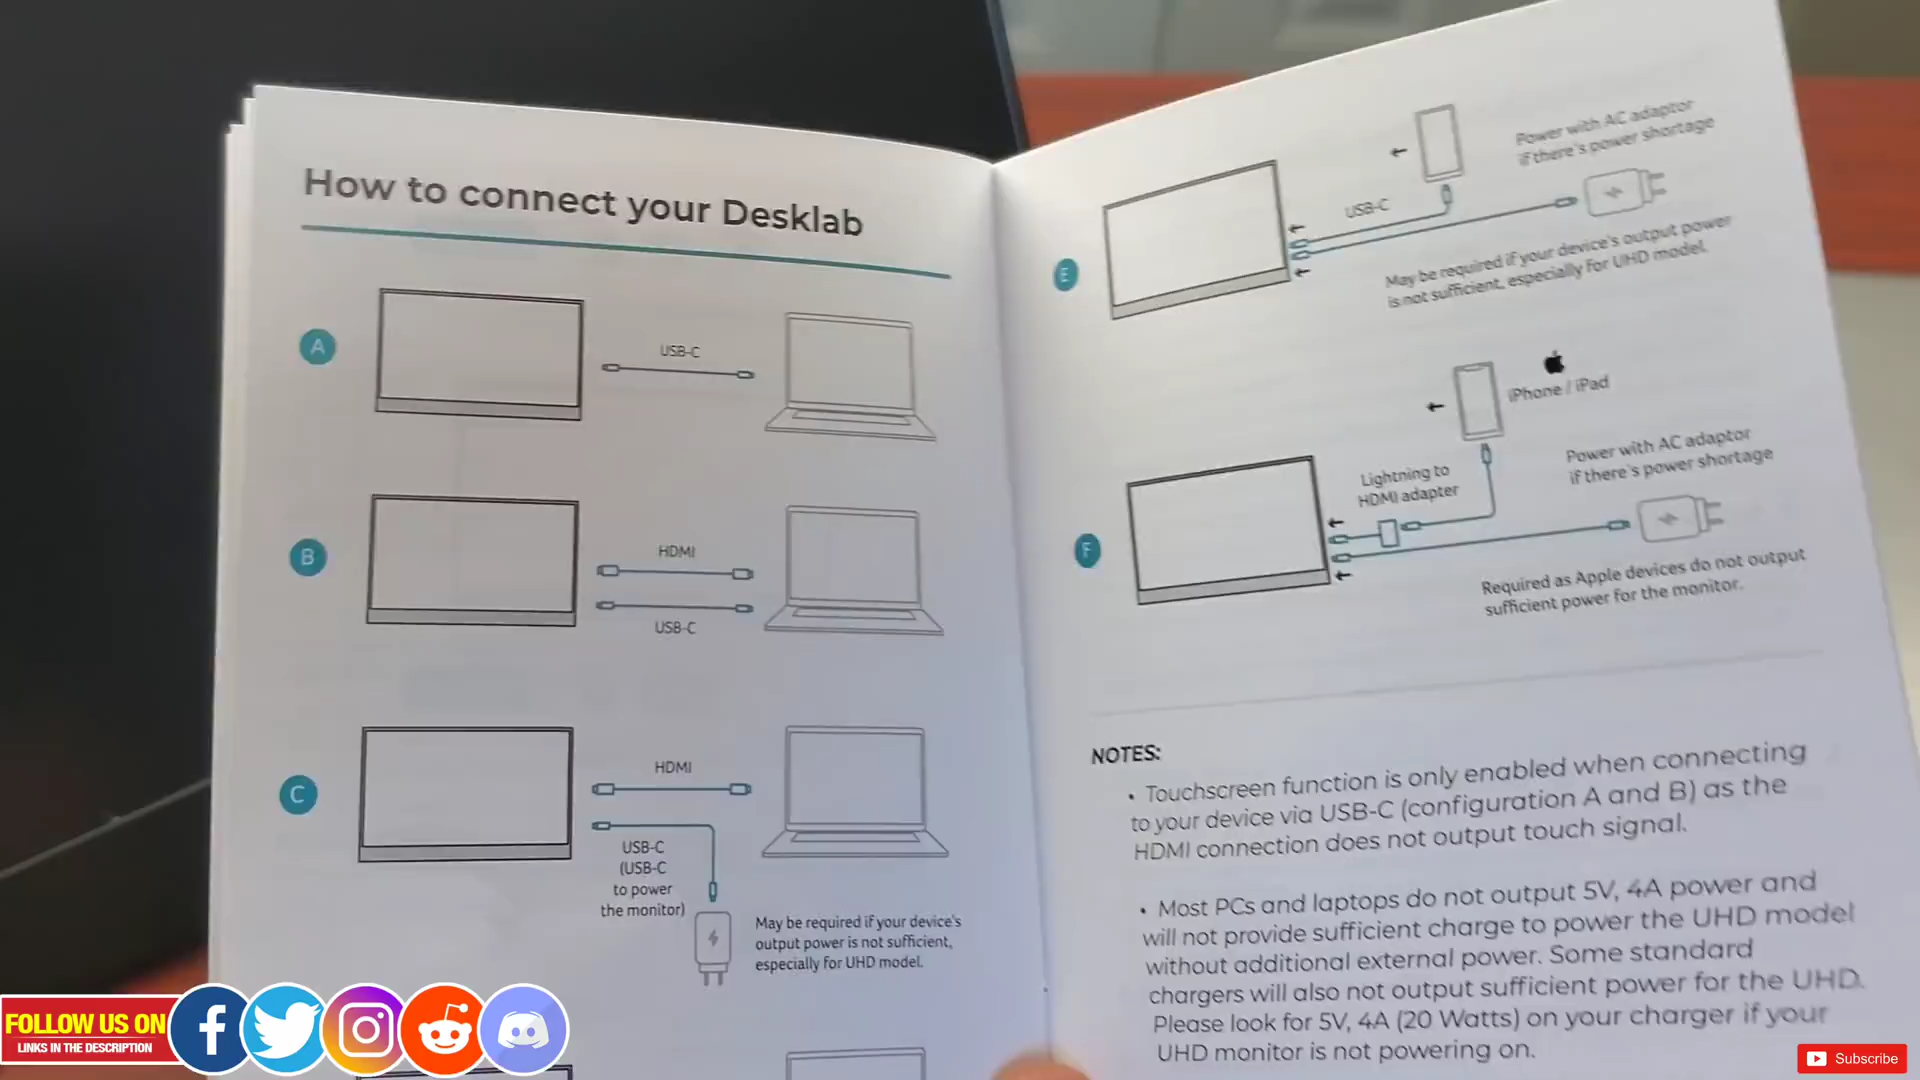 How to connect your Desklab
A
USB-C
B
HDMI
USB-C
C
HDMI
USB-C
(USB-C
to power
the monitor)
May be required if your device's
output power is not sufficient,
especially for UHD model.
E
USB-C
Power with AC adaptor
if there's power shortage
May be required if your device's output power
is not sufficient, especially for UHD model.
F
iPhone / iPad
Lightning to
HDMI adapter
Power with AC adaptor
if there's power shortage
Required as Apple devices do not output
sufficient power for the monitor.
NOTES:
• Touchscreen function is only enabled when connecting
to your device via USB-C (configuration A and B) as the
HDMI connection does not output touch signal.
• Most PCs and laptops do not output 5V, 4A power and
will not provide sufficient charge to power the UHD model
without additional external power. Some standard
chargers will also not output sufficient power for the UHD.
Please look for 5V, 4A (20 Watts) on your charger if your
UHD monitor is not powering on.
FOLLOW US ON
LINKS IN THE DESCRIPTION
Subscribe